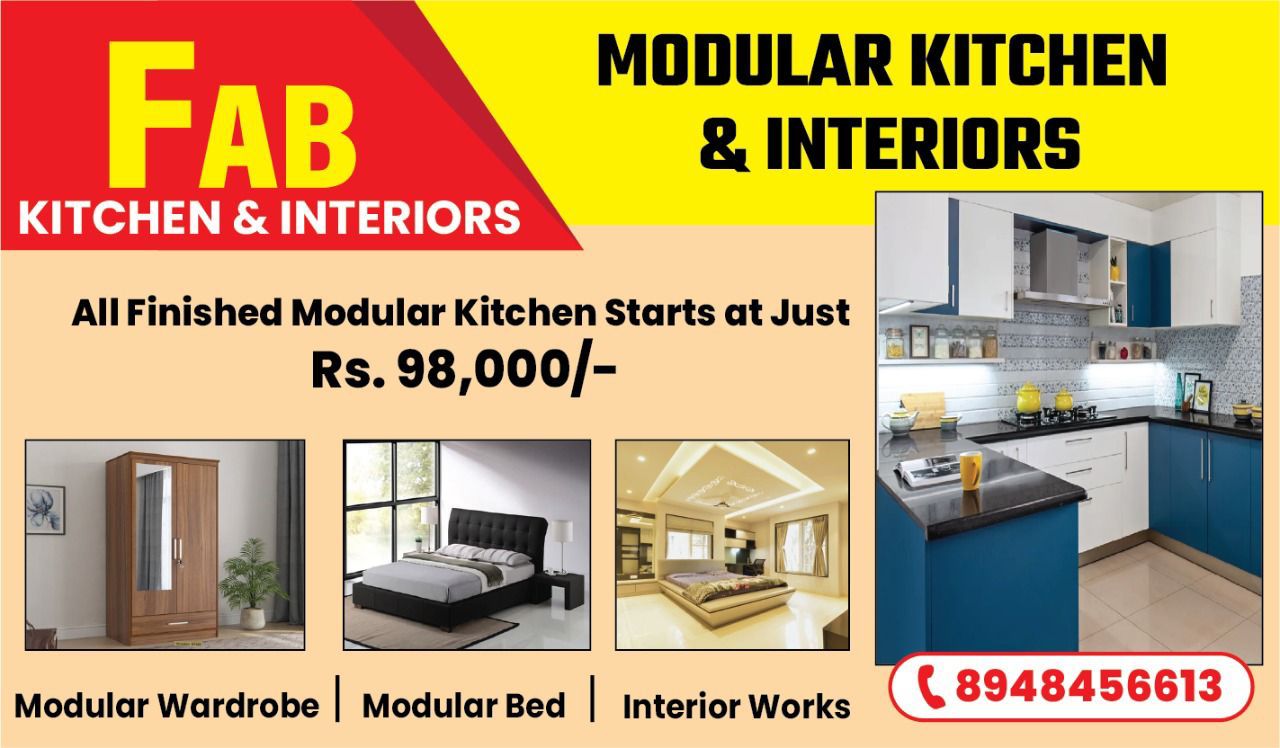 FAB
KITCHEN & INTERIORS
MODULAR KITCHEN
& INTERIORS
All Finished Modular Kitchen Starts at Just
Rs. 98,000/-
Modular Wardrobe | Modular Bed | Interior Works
8948456613